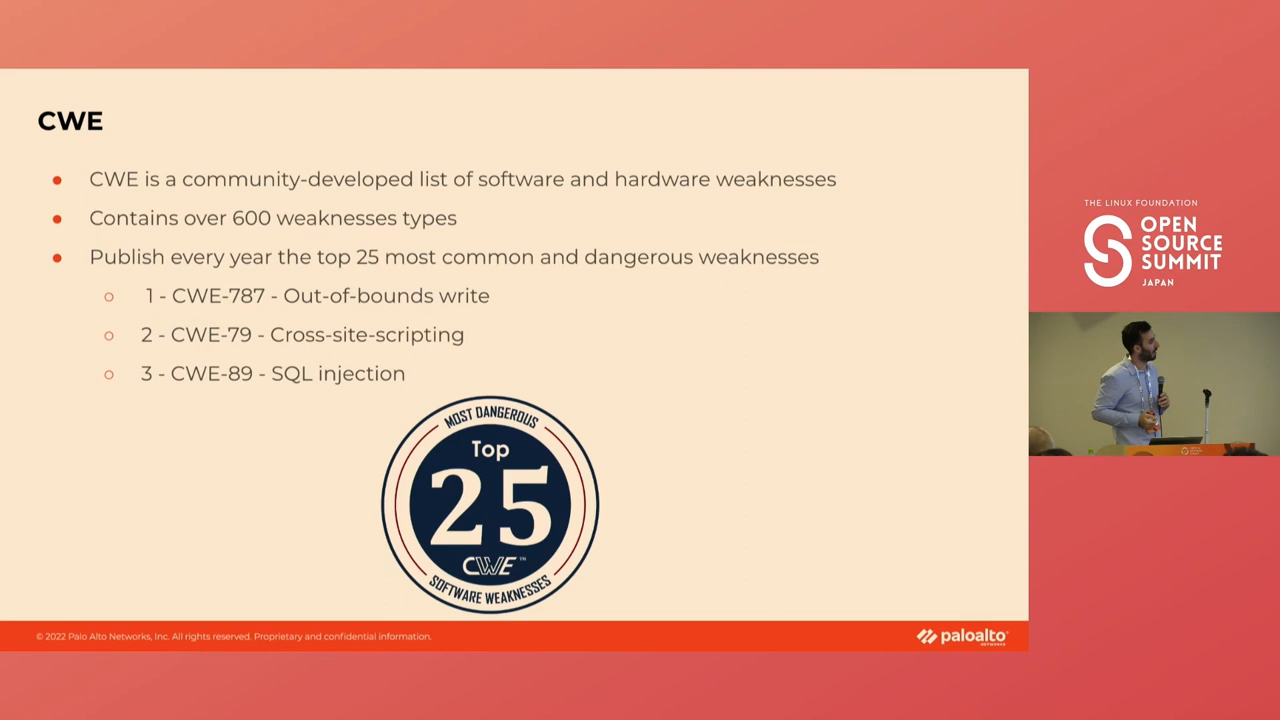 CWE
CWE is a community-developed list of software and hardware weaknesses
Contains over 600 weaknesses types
Publish every year the top 25 most common and dangerous weaknesses
1 - CWE-787 - Out-of-bounds write
2 - CWE-79 - Cross-site-scripting
3 - CWE-89 - SQL injection
MOST DANGEROUS
Top
25
CWE™
SOFTWARE WEAKNESSES
© 2022 Palo Alto Networks, Inc. All rights reserved. Proprietary and confidential information.
paloalto
NETWORKS
THE LINUX FOUNDATION
OPEN
SOURCE
SUMMIT
JAPAN